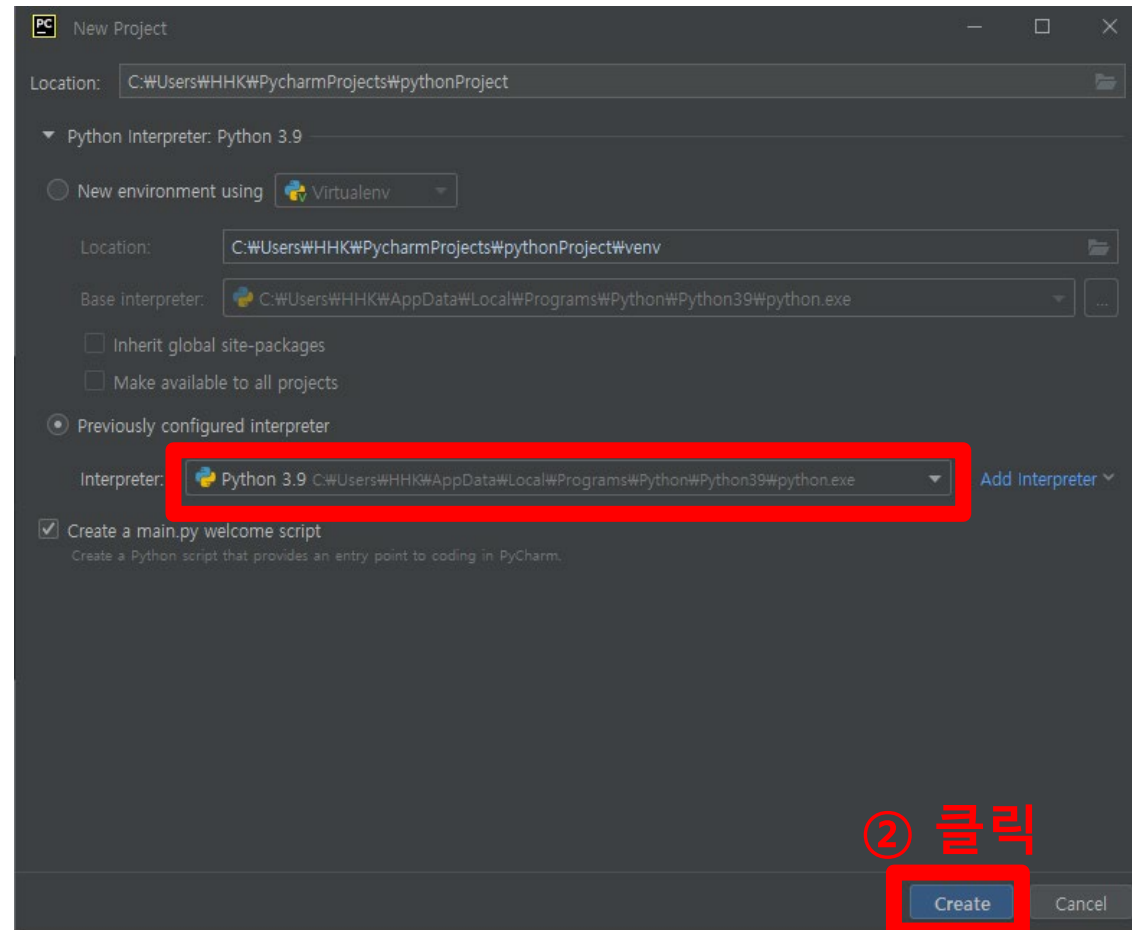 PC New Project
Location: C:₩Users₩HHK₩PycharmProjects₩pythonProject
Python Interpreter: Python 3.9
New environment using Virtualenv
Location: C:₩Users₩HHK₩PycharmProjects₩pythonProject₩venv
Base interpreter: C:₩Users₩HHK₩AppData₩Local₩Programs₩Python₩Python39₩python.exe ...
Inherit global site-packages
Make available to all projects
Previously configured interpreter
Interpreter: Python 3.9 C:₩Users₩HHK₩AppData₩Local₩Programs₩Python₩Python39₩python.exe Add Interpreter
Create a main.py welcome script
Create a Python script that provides an entry point to coding in PyCharm.
② 클릭
Create Cancel